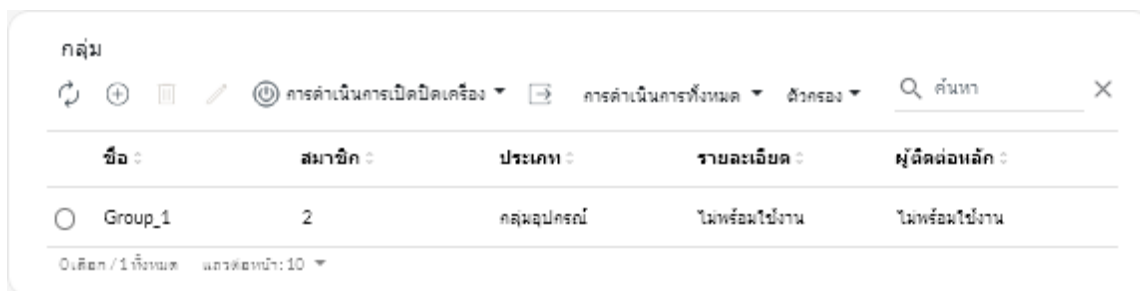 กลุ่ม
การดำเนินการเปิดปิดเครื่อง การดำเนินการทั้งหมด ตัวกรอง ค้นหา
ชื่อ สมาชิก ประเภท รายละเอียด ผู้ติดต่อหลัก
Group_1 2 กลุ่มอุปกรณ์ ไม่พร้อมใช้งาน ไม่พร้อมใช้งาน
0 เลือก / 1 ทั้งหมด แถวต่อหน้า: 10